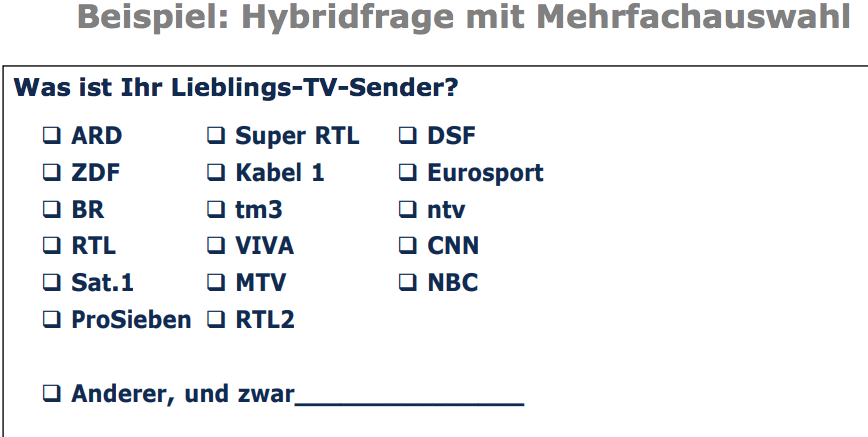 Beispiel: Hybridfrage mit Mehrfachauswahl
Was ist Ihr Lieblings-TV-Sender?
❑ ARD ❑ Super RTL ❑ DSF
❑ ZDF ❑ Kabel 1 ❑ Eurosport
❑ BR ❑ tm3 ❑ ntv
❑ RTL ❑ VIVA ❑ CNN
❑ Sat.1 ❑ MTV ❑ NBC
❑ ProSieben ❑ RTL2
❑ Anderer, und zwar_________________